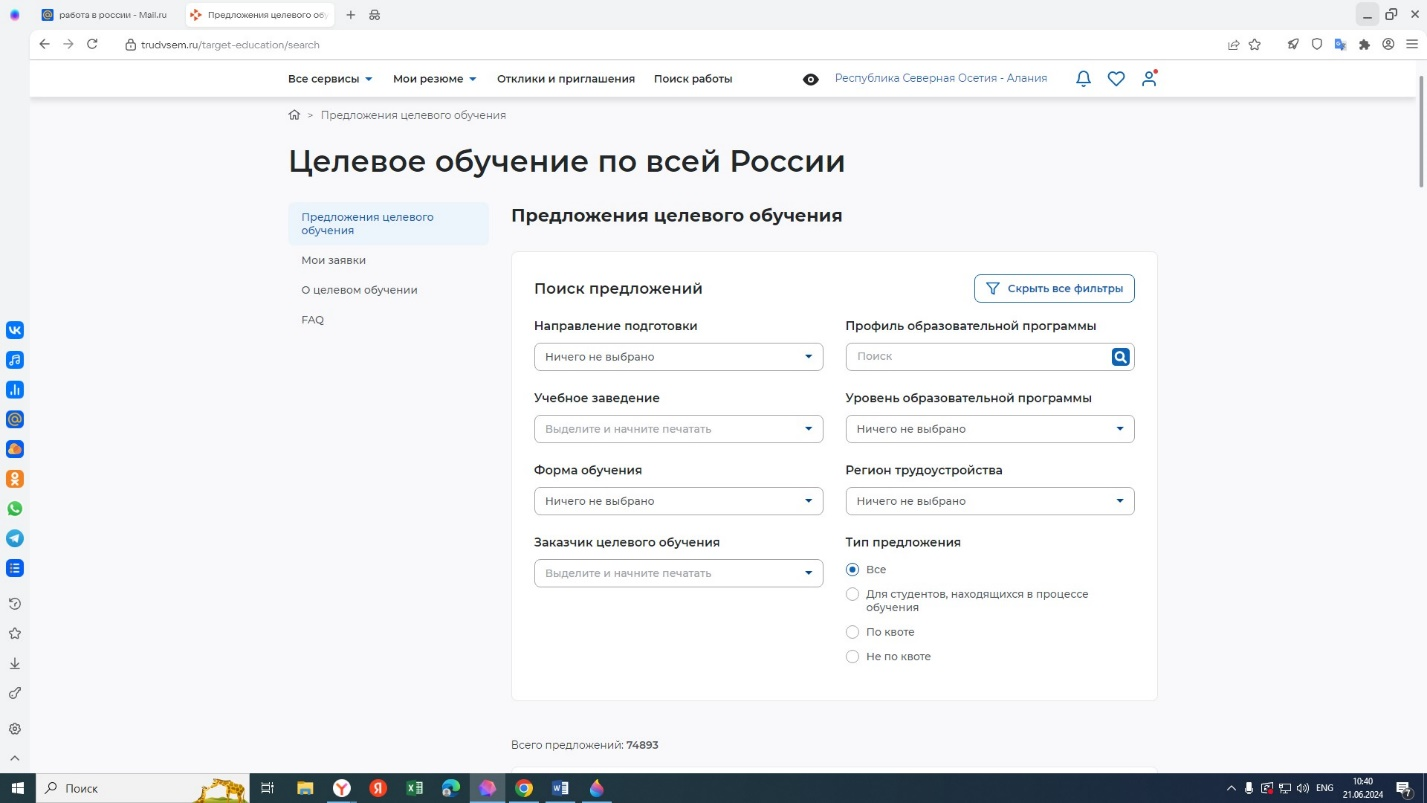 работа в россии - Mail.ru
Предложения целевого обу
trudvsem.ru/target-education/search
Все сервисы
Мои резюме
Отклики и приглашения
Поиск работы
Республика Северная Осетия - Алания
> Предложения целевого обучения
Целевое обучение по всей России
Предложения целевого
обучения
Мои заявки
О целевом обучении
FAQ
Предложения целевого обучения
Поиск предложений
Скрыть все фильтры
Направление подготовки
Ничего не выбрано
Профиль образовательной программы
Поиск
Учебное заведение
Выделите и начните печатать
Уровень образовательной программы
Ничего не выбрано
Форма обучения
Ничего не выбрано
Регион трудоустройства
Ничего не выбрано
Заказчик целевого обучения
Выделите и начните печатать
Тип предложения
Все
Для студентов, находящихся в процессе
обучения
По квоте
Не по квоте
Всего предложений: 74893
Поиск
ENG
10:40
21.06.2024
7